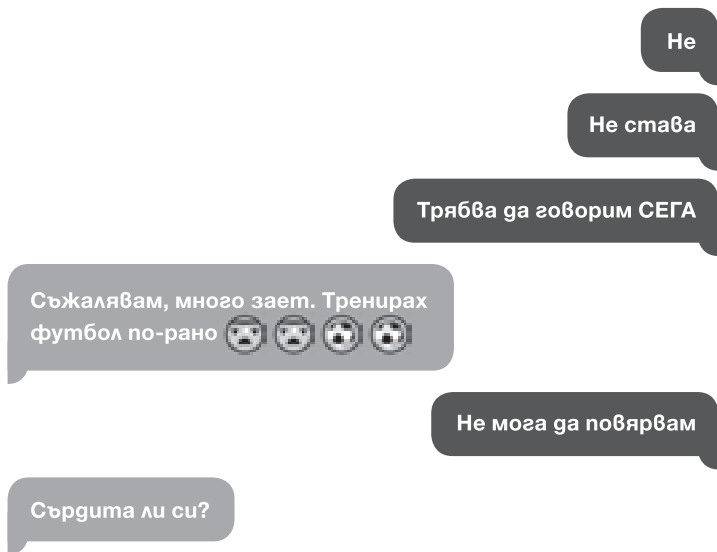 Не
Не става
Трябва да говорим СЕГА
Съжалявам, много зает. Тренирах
футбол по-рано
Не мога да повярвам
Сърдита ли си?